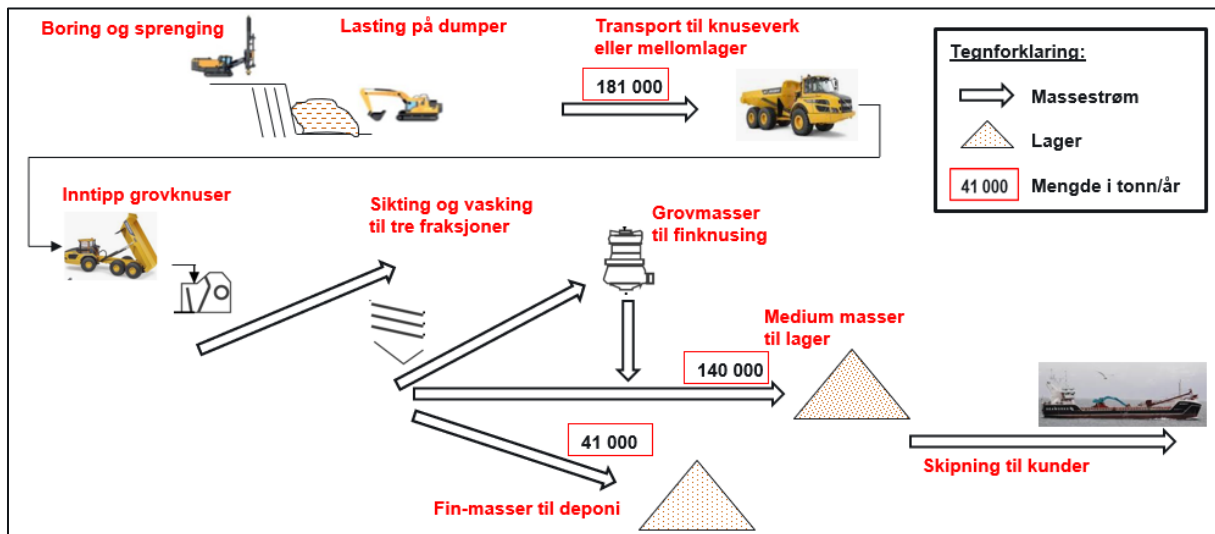 Boring og sprenging
Lasting på dumper
Transport til knuseverk
eller mellomlager
181 000
Tegnforklaring:
Massestrøm
Lager
41 000
Mengde i tonn/år
Inntipp grovknuser
Sikting og vasking
til tre fraksjoner
Grovmasser
til finknusing
Medium masser
til lager
140 000
41 000
Fin-masser til deponi
Skipning til kunder